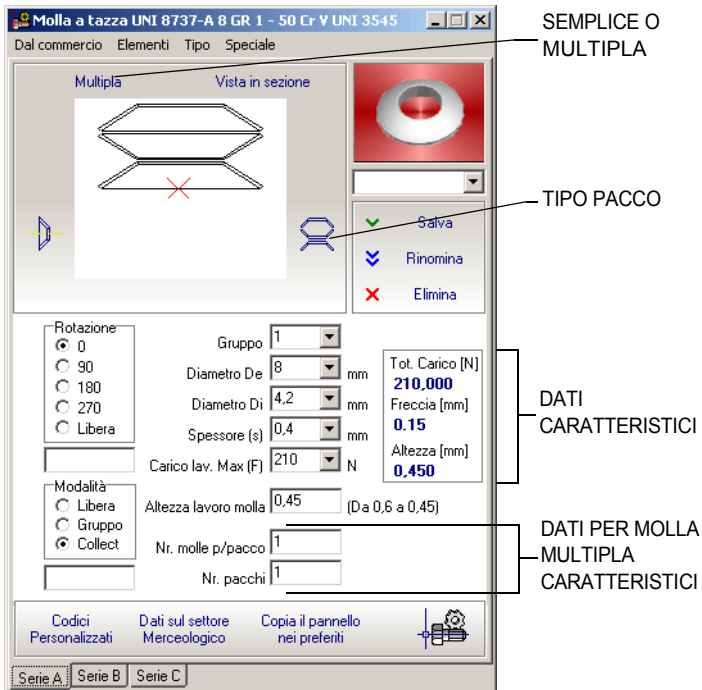 Molla a tazza UNI 8737-A 8 GR 1 - 50 Cr V UNI 3545
Dal commercio Elementi Tipo Speciale
Multipla Vista in sezione
Salva
Rinomina
Elimina
SEMPLICE O
MULTIPLA
TIPO PACCO
Rotazione
0
90
180
270
Libera
Gruppo 1
Diametro De 8 mm
Diametro Di 4,2 mm
Spessore (s) 0,4 mm
Carico lav. Max (F) 210 N
Tot. Carico [N]
210,000
Freccia [mm]
0.15
Altezza [mm]
0,450
DATI
CARATTERISTICI
Modalità
Libera
Gruppo
Collect
Altezza lavoro molla 0,45 (Da 0,6 a 0,45)
Nr. molle p/pacco 1
Nr. pacchi 1
DATI PER MOLLA
MULTIPLA
CARATTERISTICI
Codici
Personalizzati
Dati sul settore
Merceologico
Copia il pannello
nei preferiti
Serie A Serie B Serie C